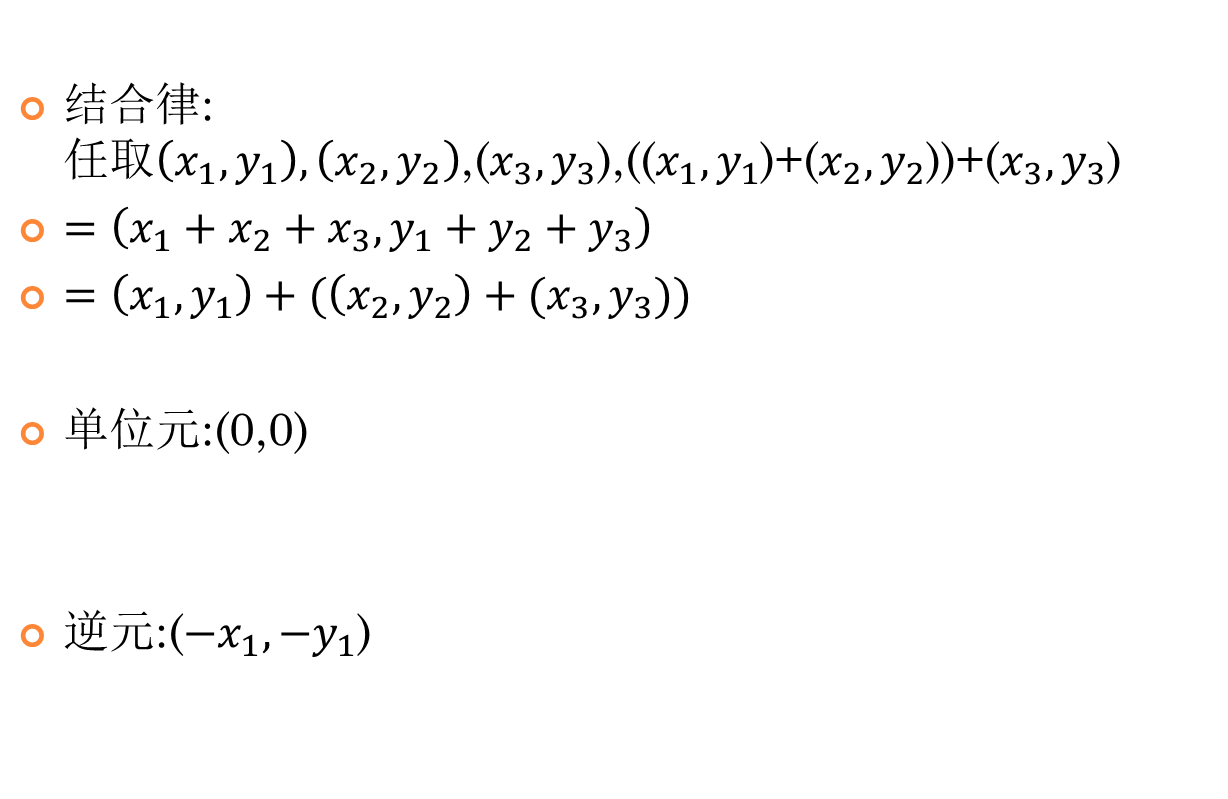 结合律:
任取(x₁,y₁),(x₂,y₂),(x₃,y₃),((x₁,y₁)+(x₂,y₂))+(x₃,y₃)
=(x₁+x₂+x₃,y₁+y₂+y₃)
=(x₁,y₁)+((x₂,y₂)+(x₃,y₃))
单位元:(0,0)
逆元:(−x₁,−y₁)